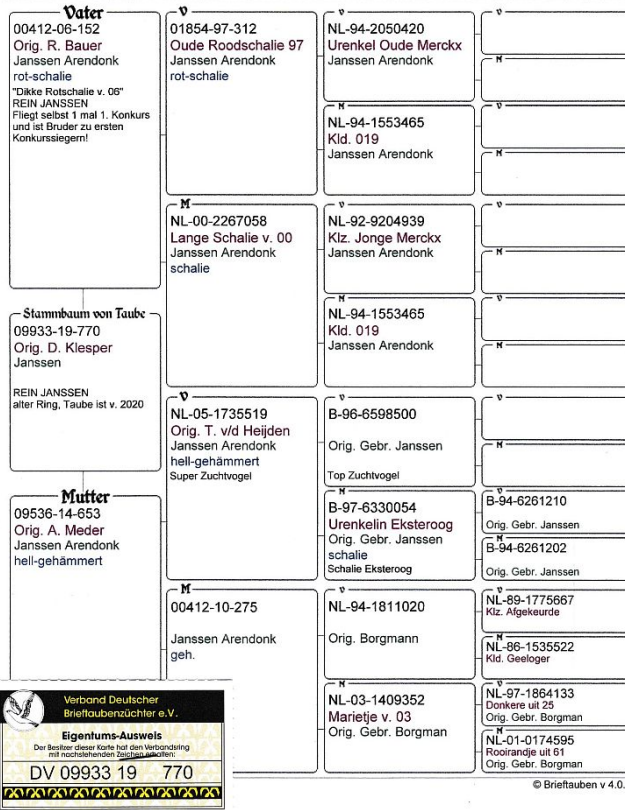 Vater
00412-06-152
Orig. R. Bauer
Janssen Arendonk
rot-schalie
"Dikke Rotschalie v. 06"
REIN JANSSEN
Fliegt selbst 1 mal 1. Konkurs
und ist Bruder zu ersten
Konkurssiegern!
Stammbaum von Taube
09933-19-770
Orig. D. Klesper
Janssen
REIN JANSSEN
alter Ring, Taube ist v. 2020
Mutter
09536-14-653
Orig. A. Meder
Janssen Arendonk
hell-gehämmert
V
01854-97-312
Oude Roodschalie 97
Janssen Arendonk
rot-schalie
M
NL-00-2267058
Lange Schalie v. 00
Janssen Arendonk
schalie
V
NL-05-1735519
Orig. T. v/d Heijden
Janssen Arendonk
hell-gehämmert
Super Zuchtvogel
M
00412-10-275
Janssen Arendonk
geh.
V
NL-94-2050420
Urenkel Oude Merckx
Janssen Arendonk
M
NL-94-1553465
Kld. 019
Janssen Arendonk
V
NL-92-9204939
Klz. Jonge Merckx
Janssen Arendonk
M
NL-94-1553465
Kld. 019
Janssen Arendonk
V
B-96-6598500
Orig. Gebr. Janssen
Top Zuchtvogel
M
B-97-6330054
Urenkelin Eksteroog
Orig. Gebr. Janssen
schalie
Schalie Eksteroog
V
NL-94-1811020
Orig. Borgmann
M
NL-03-1409352
Marietje v. 03
Orig. Gebr. Borgman
V
M
V
M
V
M
V
M
V
M
V
B-94-6261210
Orig. Gebr. Janssen
M
B-94-6261202
Orig. Gebr. Janssen
V
NL-89-1775667
Klz. Afgekeurde
M
NL-86-1535522
Kld. Geeloger
V
NL-97-1864133
Donkere uit 25
Orig. Gebr. Borgman
M
NL-01-0174595
Rooirandje uit 61
Orig. Gebr. Borgman
Verband Deutscher
Brieftaubenzüchter e.V.
Eigentums-Ausweis
Der Besitzer dieser Karte hat den Verbandsring
mit nachstehenden Zeichen erhalten:
DV 09933 19 770
© Brieftauben v 4.0.